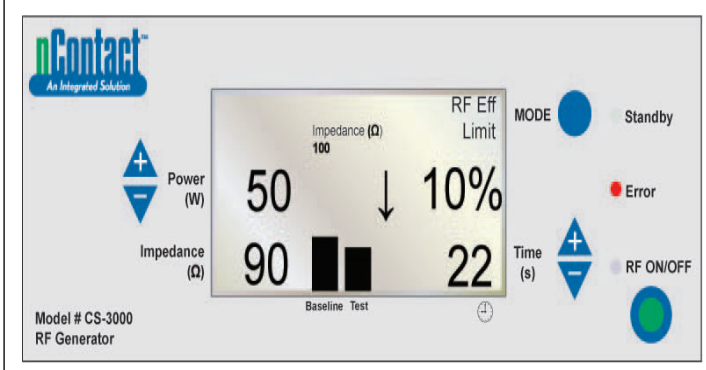 nContact™
An Integrated Solution
RF Eff
Limit
Impedance (Ω)
100
MODE
Standby
+
−
Power
(W)
50
↓
10%
Error
Impedance
(Ω)
90
22
Time
(s)
+
−
RF ON/OFF
Baseline Test
Model # CS-3000
RF Generator